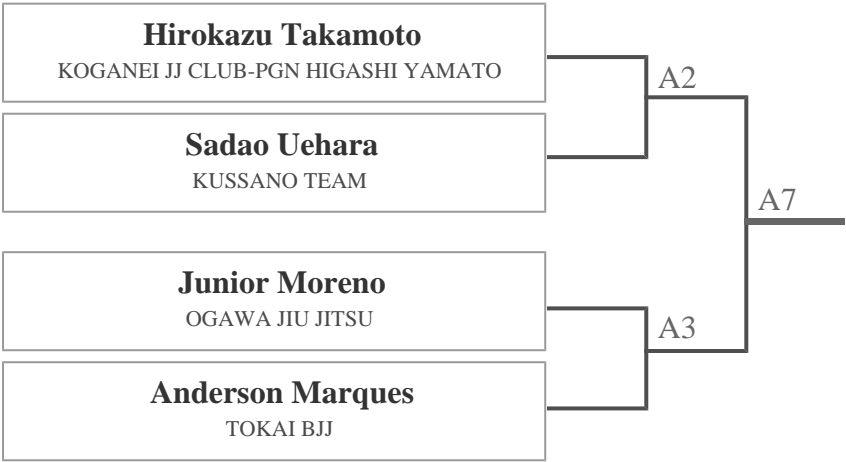 Hirokazu Takamoto
KOGANEI JJ CLUB-PGN HIGASHI YAMATO
A2
Sadao Uehara
KUSSANO TEAM
A7
Junior Moreno
OGAWA JIU JITSU
A3
Anderson Marques
TOKAI BJJ